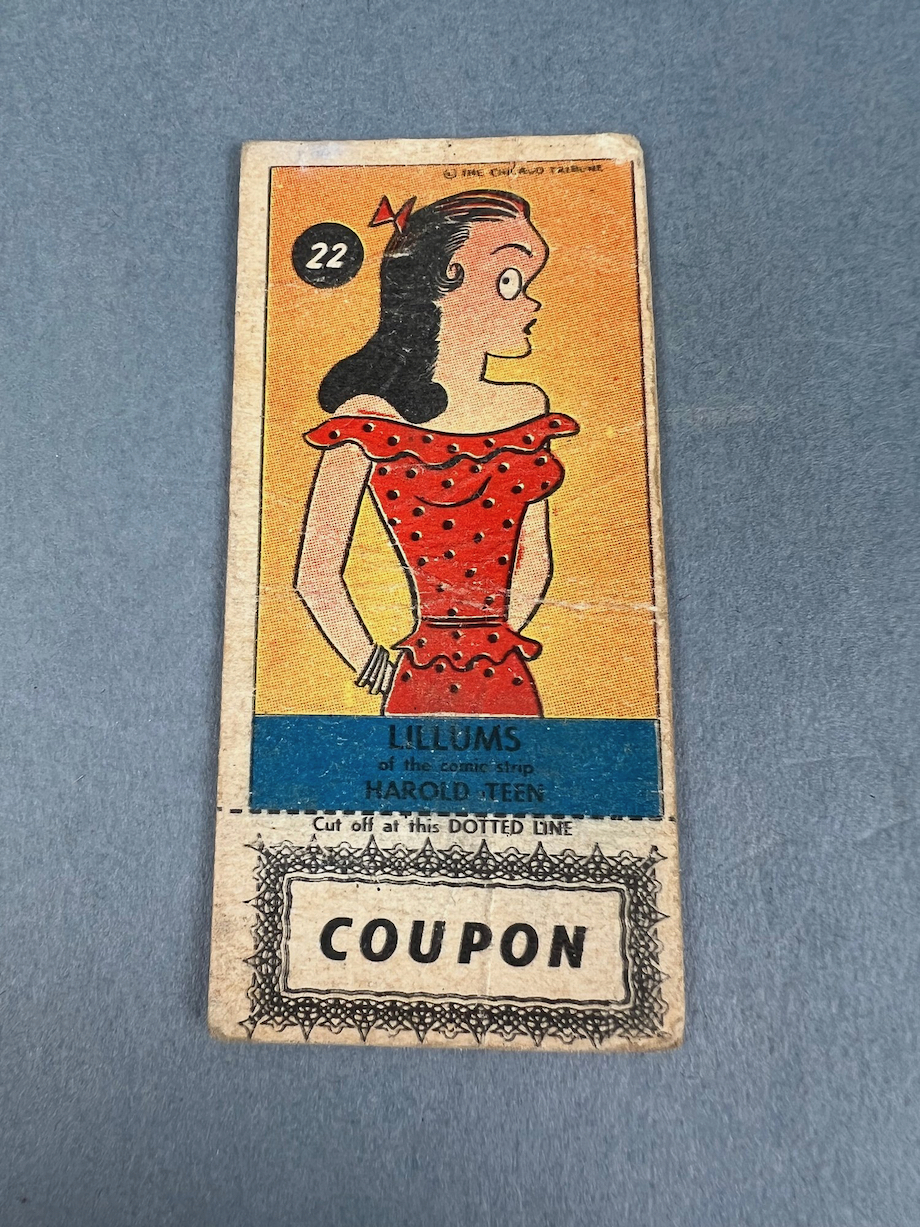 © THE CHICAGO TRIBUNE
22
LILLUMS
of the comic strip
HAROLD TEEN
Cut off at this DOTTED LINE
COUPON